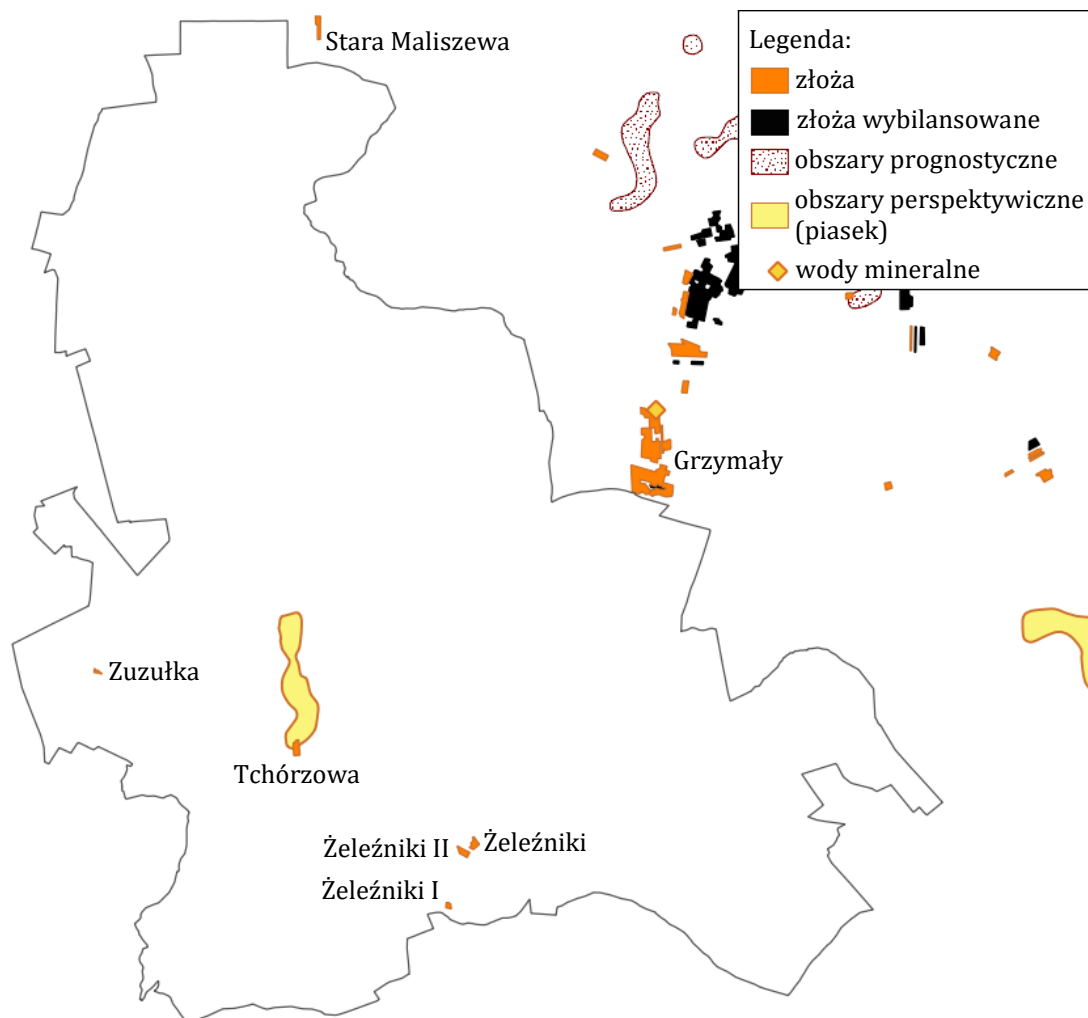 Stara Maliszewa
Legenda:
złoża
złoża wybilansowane
obszary prognostyczne
obszary perspektywiczne
(piasek)
wody mineralne
Grzymały
Zuzułka
Tchórzowa
Żeleźniki II
Żeleźniki
Żeleźniki I